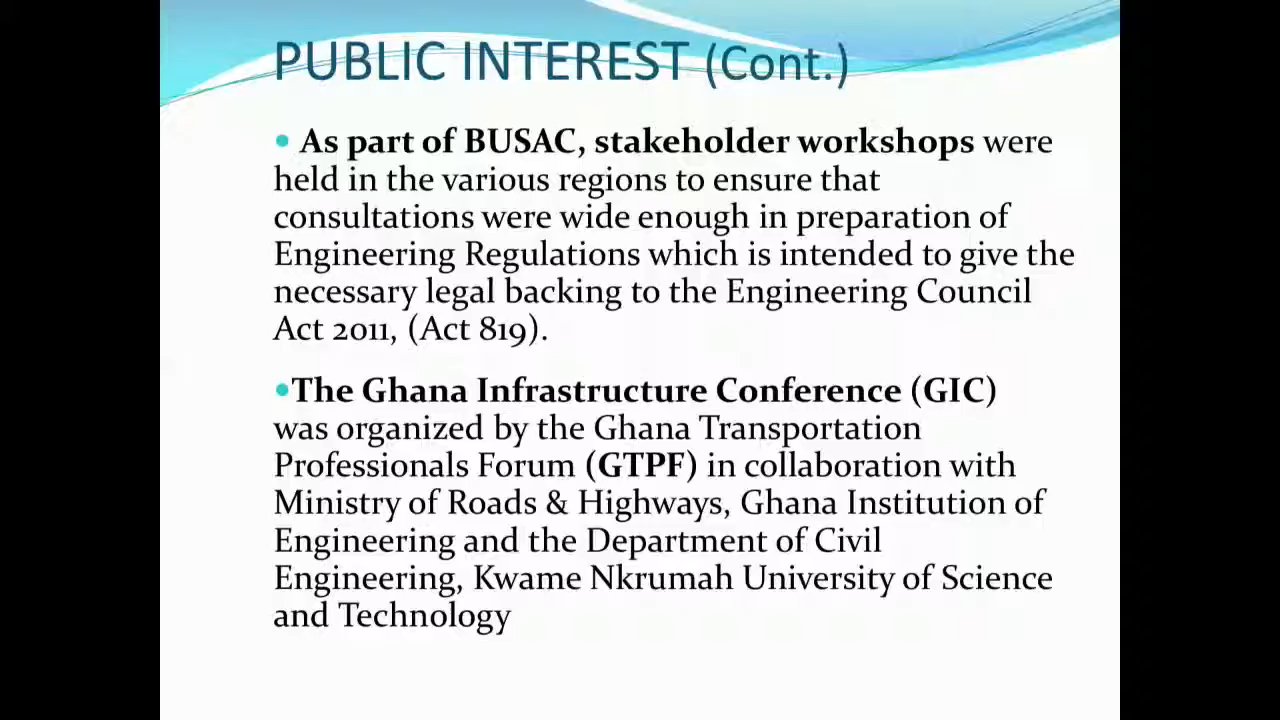 PUBLIC INTEREST (Cont.)
• As part of BUSAC, stakeholder workshops were
held in the various regions to ensure that
consultations were wide enough in preparation of
Engineering Regulations which is intended to give the
necessary legal backing to the Engineering Council
Act 2011, (Act 819).
•The Ghana Infrastructure Conference (GIC)
was organized by the Ghana Transportation
Professionals Forum (GTPF) in collaboration with
Ministry of Roads & Highways, Ghana Institution of
Engineering and the Department of Civil
Engineering, Kwame Nkrumah University of Science
and Technology